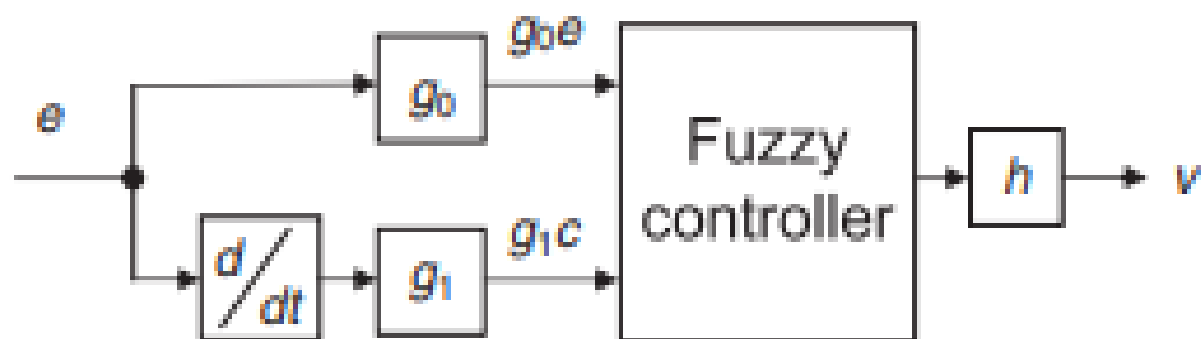 e
g₀
g₀e
d/dt
g₁
g₁c
Fuzzy
controller
h
v